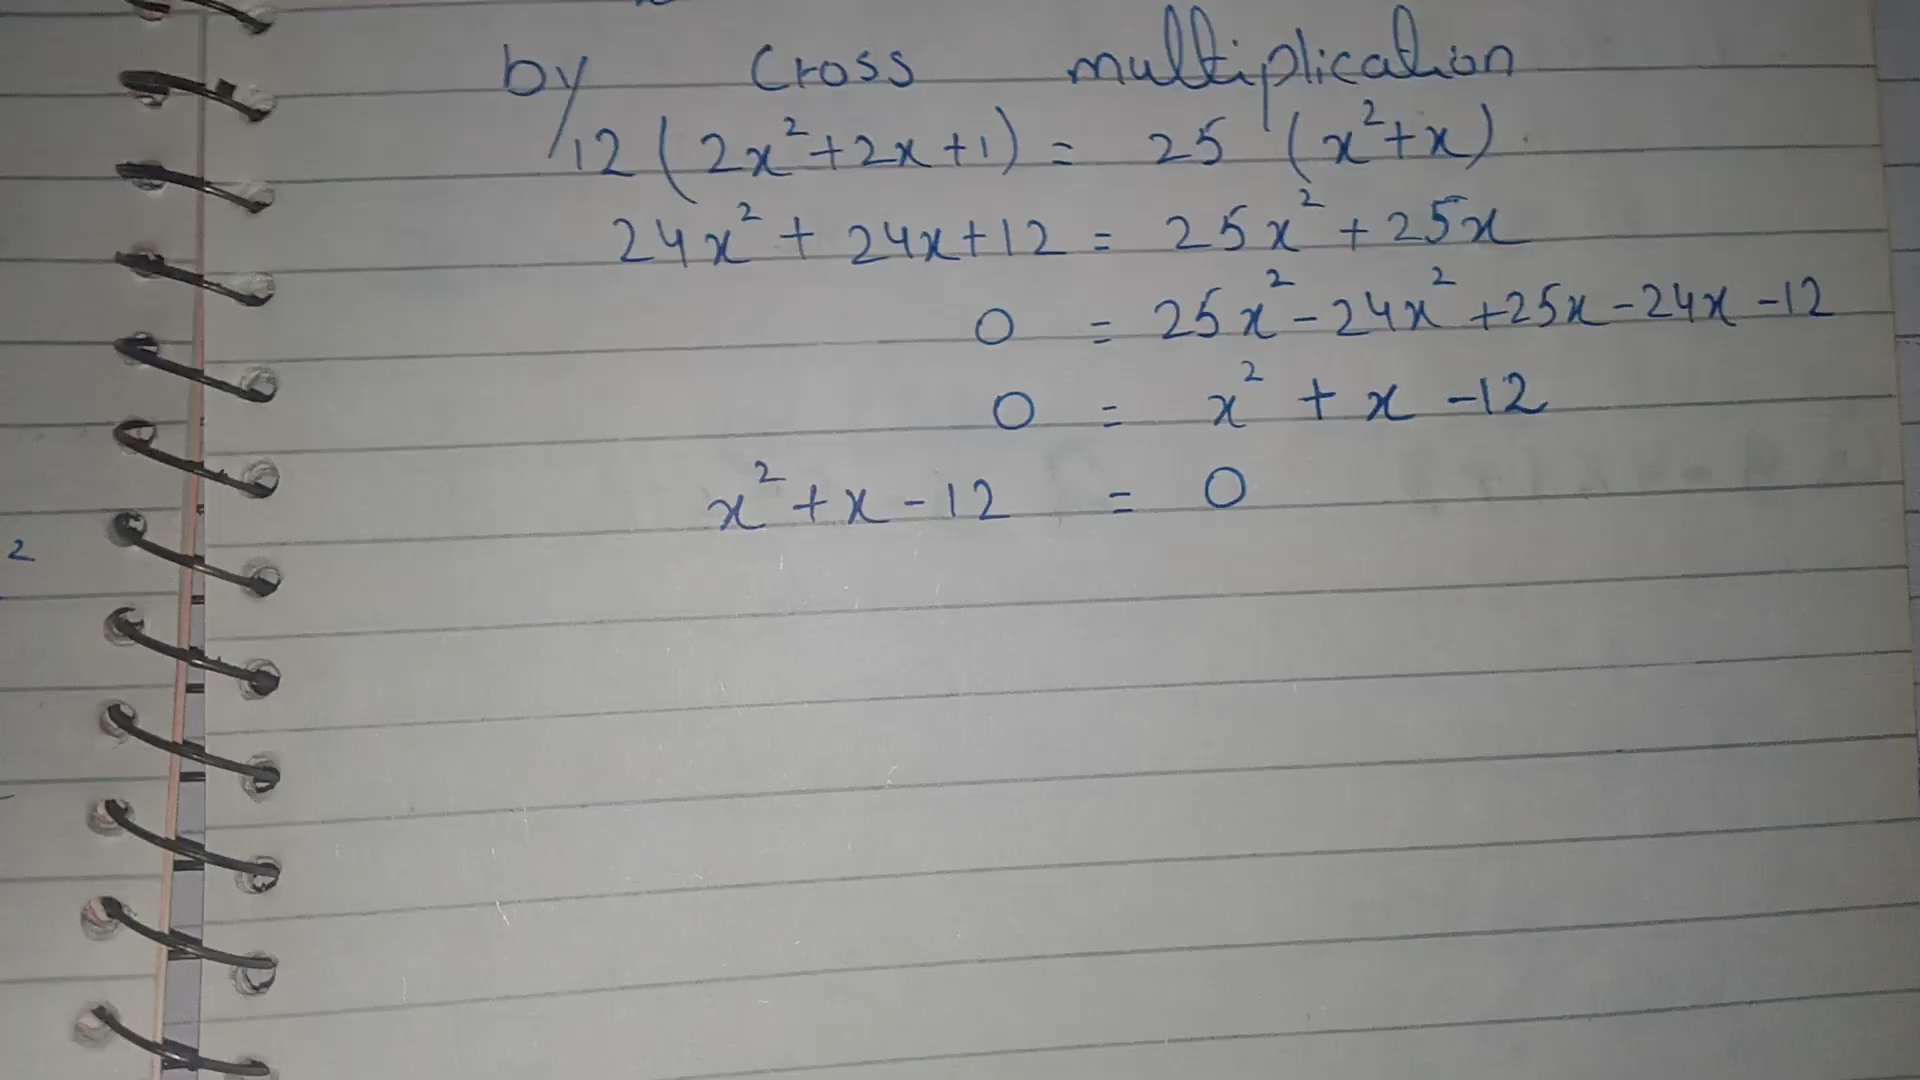 by cross multiplication
12 (2x²+2x+1) = 25 (x²+x)
24x² + 24x+12 = 25x² + 25x
0 = 25x² - 24x² +25x - 24x - 12
0 = x² + x - 12
x² + x - 12 = 0
2